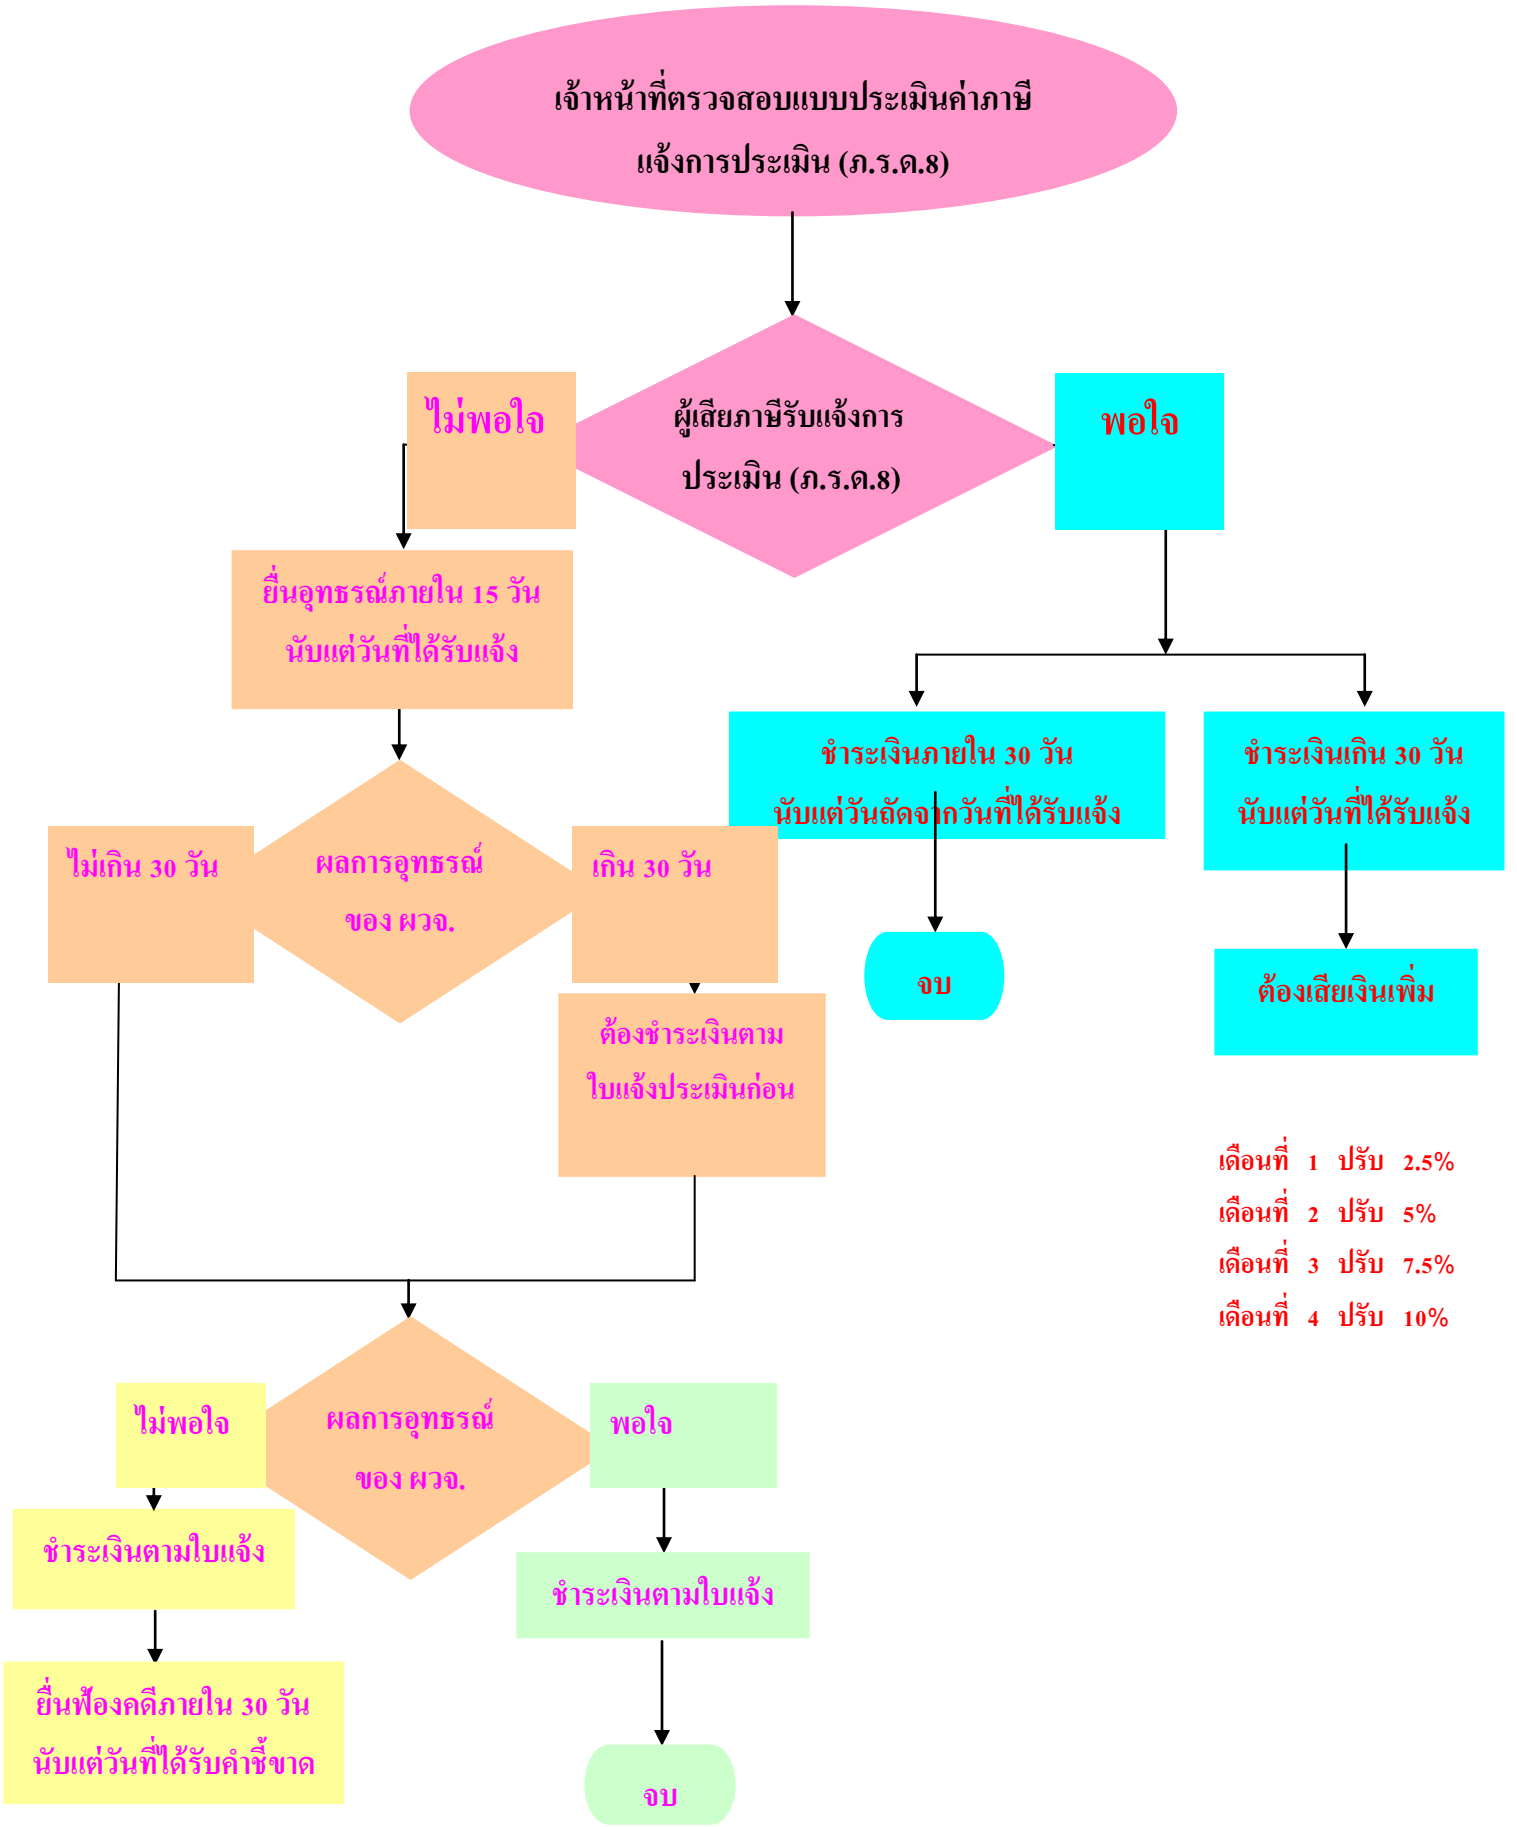 เจ้าหน้าที่ตรวจสอบแบบประเมินค่าภาษี
แจ้งการประเมิน (ภ.ร.ด.8)
ไม่พอใจ
ผู้เสียภาษีรับแจ้งการ
ประเมิน (ภ.ร.ด.8)
พอใจ
ยื่นอุทธรณ์ภายใน 15 วัน
นับแต่วันที่ได้รับแจ้ง
ชำระเงินภายใน 30 วัน
นับแต่วันถัดจากวันที่ได้รับแจ้ง
ชำระเงินเกิน 30 วัน
นับแต่วันที่ได้รับแจ้ง
ไม่เกิน 30 วัน
ผลการอุทธรณ์
ของ ผวจ.
เกิน 30 วัน
จบ
ต้องเสียเงินเพิ่ม
ต้องชำระเงินตาม
ใบแจ้งประเมินก่อน
เดือนที่ 1 ปรับ 2.5%
เดือนที่ 2 ปรับ 5%
เดือนที่ 3 ปรับ 7.5%
เดือนที่ 4 ปรับ 10%
ไม่พอใจ
ผลการอุทธรณ์
ของ ผวจ.
พอใจ
ชำระเงินตามใบแจ้ง
ชำระเงินตามใบแจ้ง
ยื่นฟ้องคดีภายใน 30 วัน
นับแต่วันที่ได้รับคำชี้ขาด
จบ